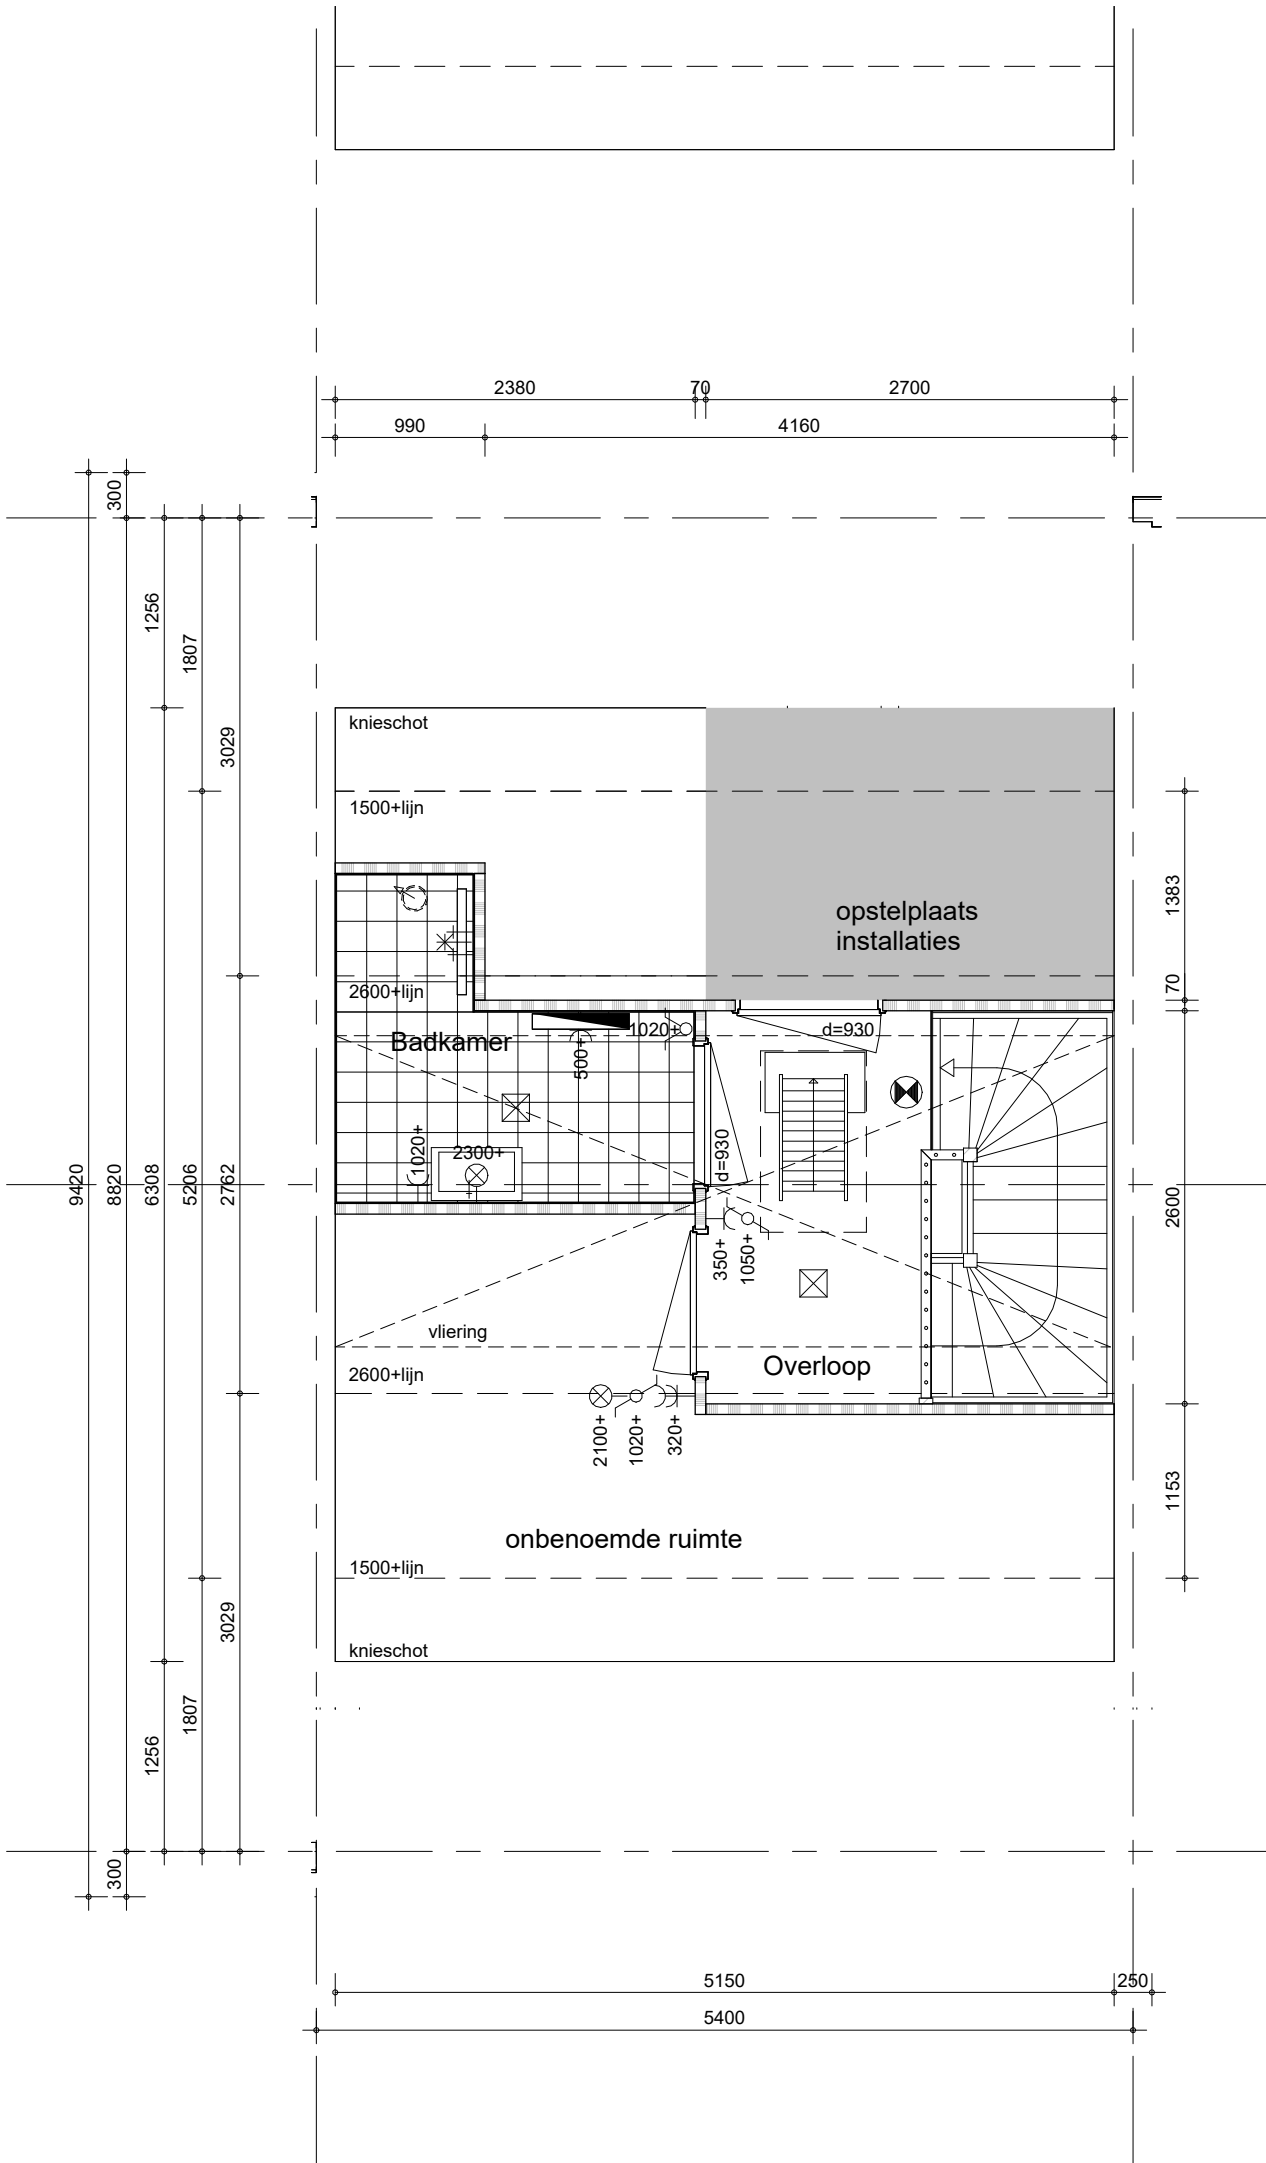 2380
70
2700
990
4160
300
1256
1807
3029
knieschot
1500+lijn
opstelplaats
installaties
1383
70
2600+lijn
Badkamer
500+
1020+
d=930
1020+
2300+
d=930
9420
8820
6308
5206
2762
2600
350+
1050+
vliering
2600+lijn
Overloop
2100+
1020+
320+
1153
onbenoemde ruimte
1500+lijn
3029
knieschot
1807
1256
300
5150
250
5400